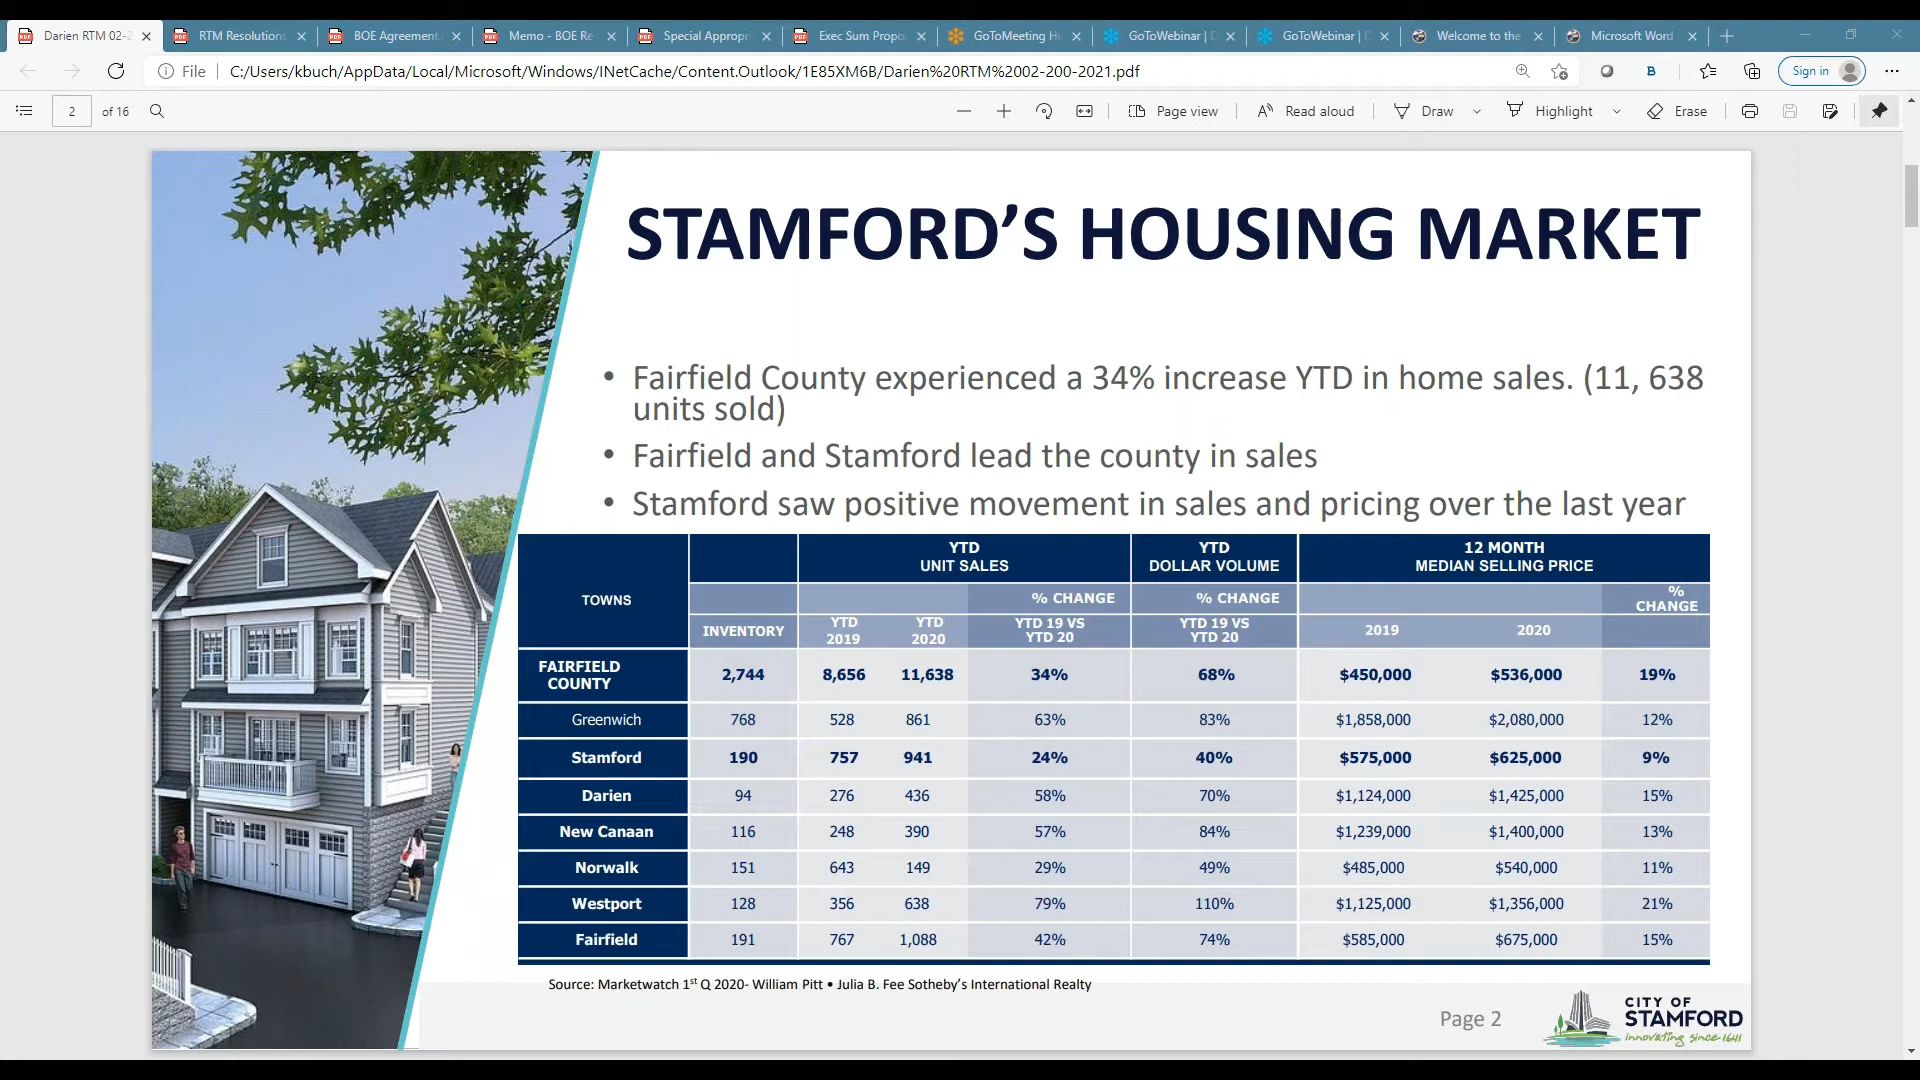 Darien RTM 02-2
RTM Resolutions
BOE Agreement
Memo - BOE Re
Special Appropri
Exec Sum Propo
GoToMeeting H
GoToWebinar | D
GoToWebinar | D
Welcome to the
Microsoft Word
File
C:/Users/kbuch/AppData/Local/Microsoft/Windows/INetCache/Content.Outlook/1E85XM6B/Darien%20RTM%2002-200-2021.pdf
B
Sign in
2 of 16
Page view
Read aloud
Draw
Highlight
Erase
STAMFORD’S HOUSING MARKET
• Fairfield County experienced a 34% increase YTD in home sales. (11, 638
units sold)
• Fairfield and Stamford lead the county in sales
• Stamford saw positive movement in sales and pricing over the last year
TOWNS
YTD UNIT SALES
YTD DOLLAR VOLUME
12 MONTH MEDIAN SELLING PRICE
% CHANGE % CHANGE % CHANGE
INVENTORY YTD 2019 YTD 2020 YTD 19 VS YTD 20 YTD 19 VS YTD 20 2019 2020
FAIRFIELD COUNTY 2,744 8,656 11,638 34% 68% $450,000 $536,000 19%
Greenwich 768 528 861 63% 83% $1,858,000 $2,080,000 12%
Stamford 190 757 941 24% 40% $575,000 $625,000 9%
Darien 94 276 436 58% 70% $1,124,000 $1,425,000 15%
New Canaan 116 248 390 57% 84% $1,239,000 $1,400,000 13%
Norwalk 151 643 149 29% 49% $485,000 $540,000 11%
Westport 128 356 638 79% 110% $1,125,000 $1,356,000 21%
Fairfield 191 767 1,088 42% 74% $585,000 $675,000 15%
Source: Marketwatch 1st Q 2020- William Pitt • Julia B. Fee Sotheby’s International Realty
Page 2
CITY OF
STAMFORD
innovating since 1641